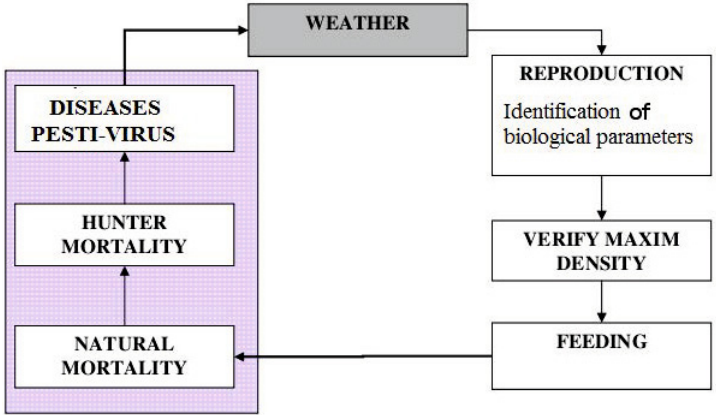 WEATHER
REPRODUCTION
Identification of
biological parameters
VERIFY MAXIM
DENSITY
FEEDING
NATURAL
MORTALITY
HUNTER
MORTALITY
DISEASES
PESTI-VIRUS